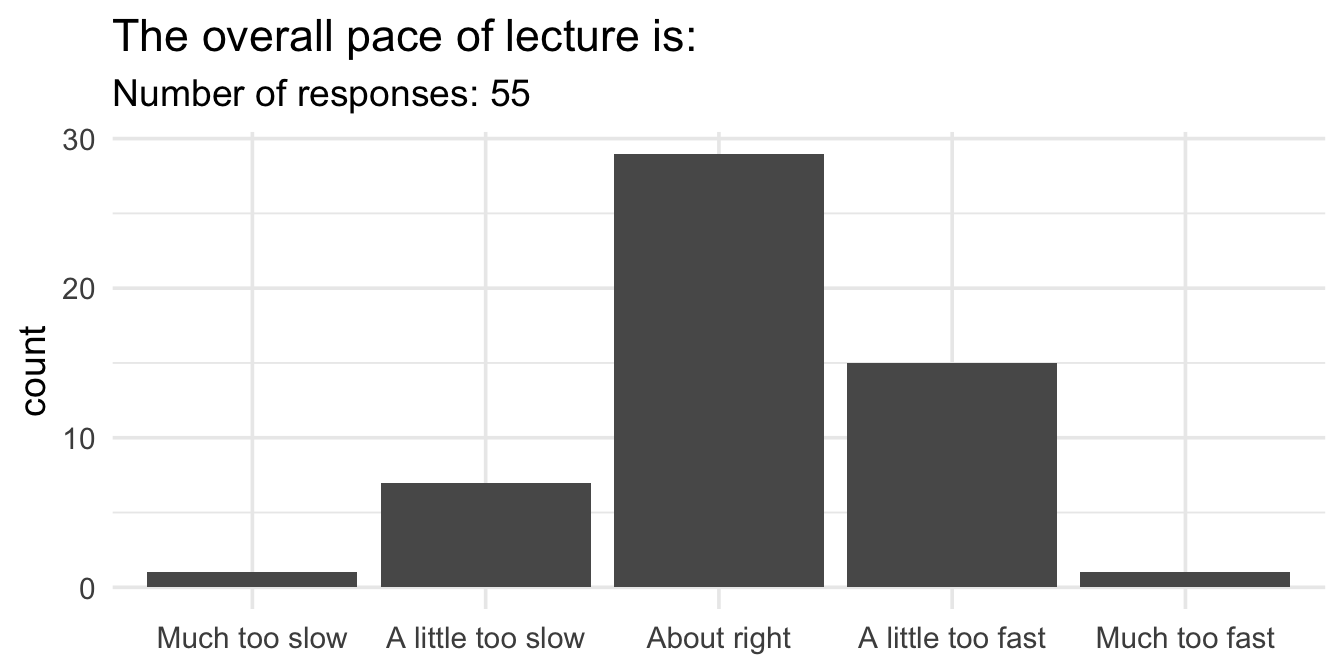 The overall pace of lecture is:
Number of responses: 55
30
20
10
0
count
Much too slow A little too slow About right A little too fast Much too fast